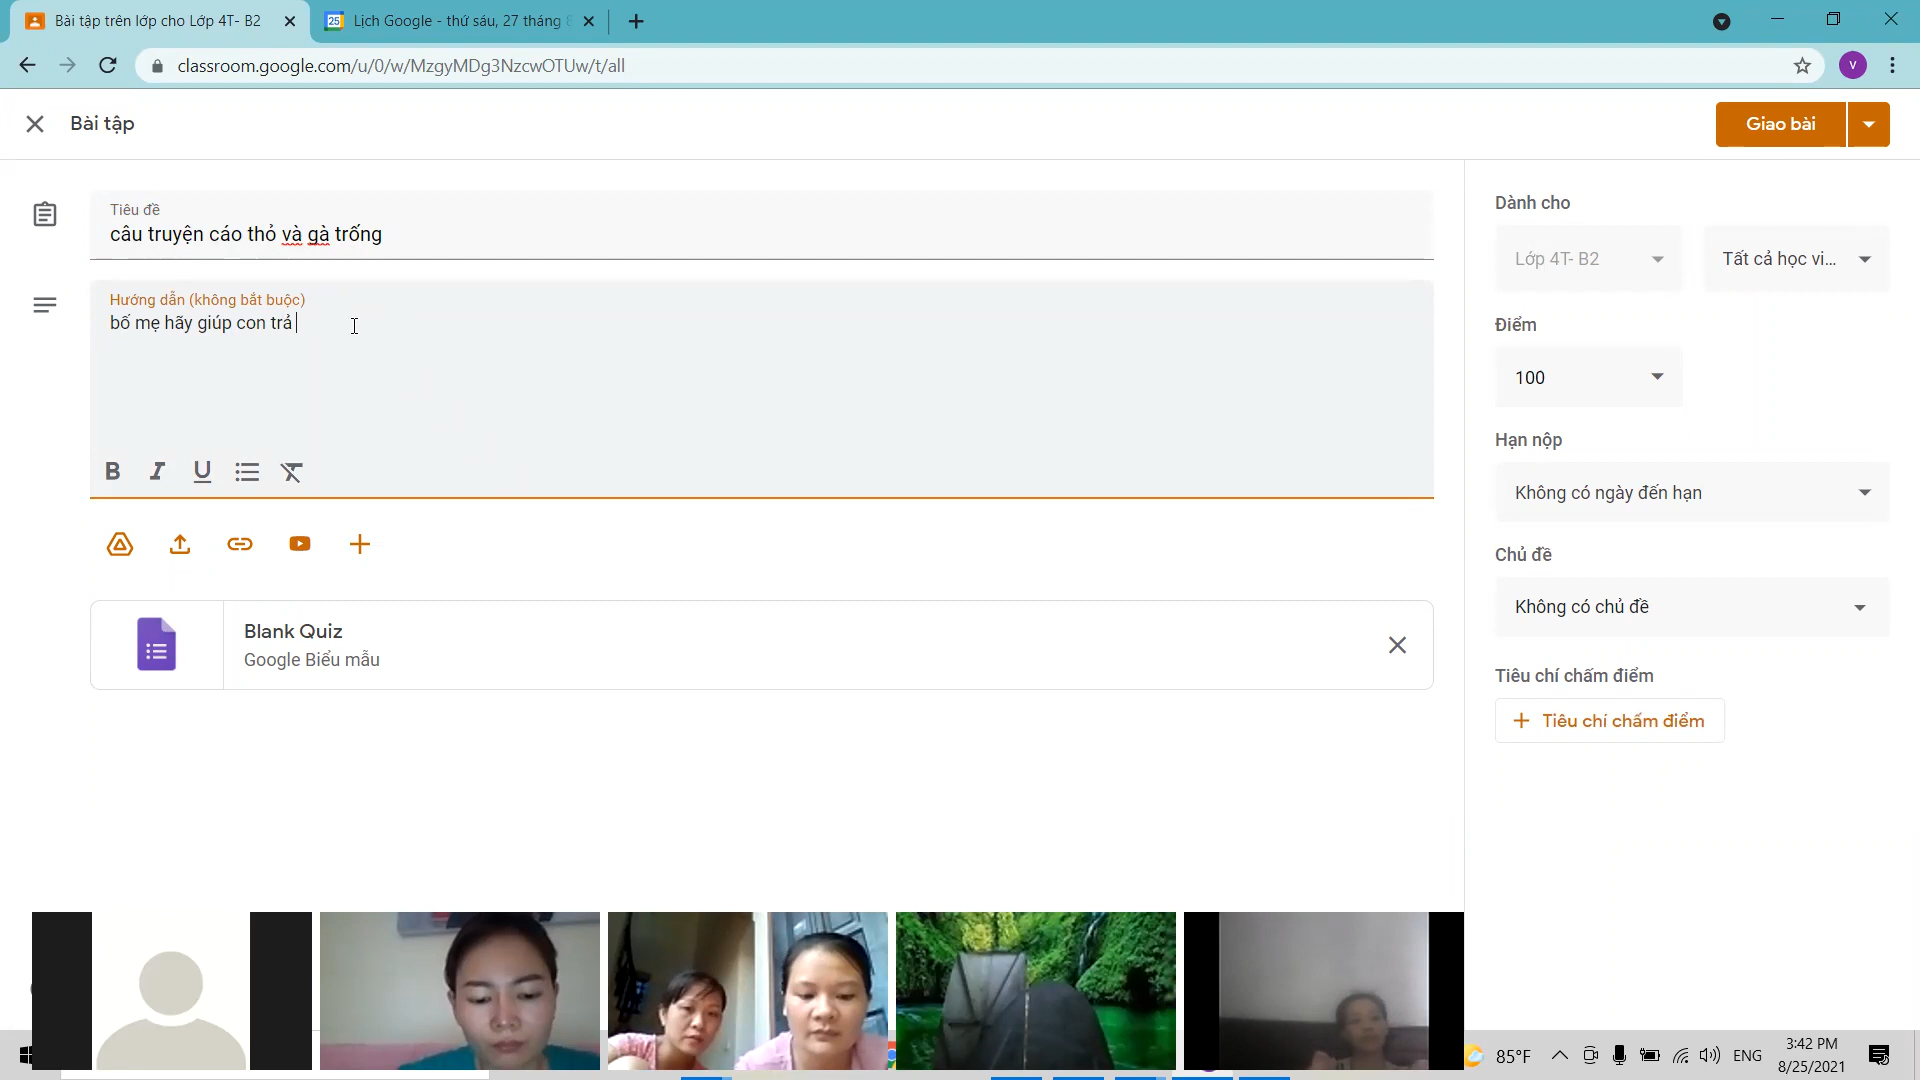 Bài tập trên lớp cho Lớp 4T- B2
25
Lịch Google - thứ sáu, 27 tháng 8
classroom.google.com/u/0/w/MzgyMDg3NzcwOTUw/t/all
V
Bài tập
Giao bài
Tiêu đề
câu truyện cáo thỏ và gà trống
Hướng dẫn (không bắt buộc)
bố mẹ hãy giúp con trả
B I U
Blank Quiz
Google Biểu mẫu
Dành cho
Lớp 4T- B2
Tất cả học vi...
Điểm
100
Hạn nộp
Không có ngày đến hạn
Chủ đề
Không có chủ đề
Tiêu chí chấm điểm
Tiêu chí chấm điểm
85°F
ENG
3:42 PM
8/25/2021